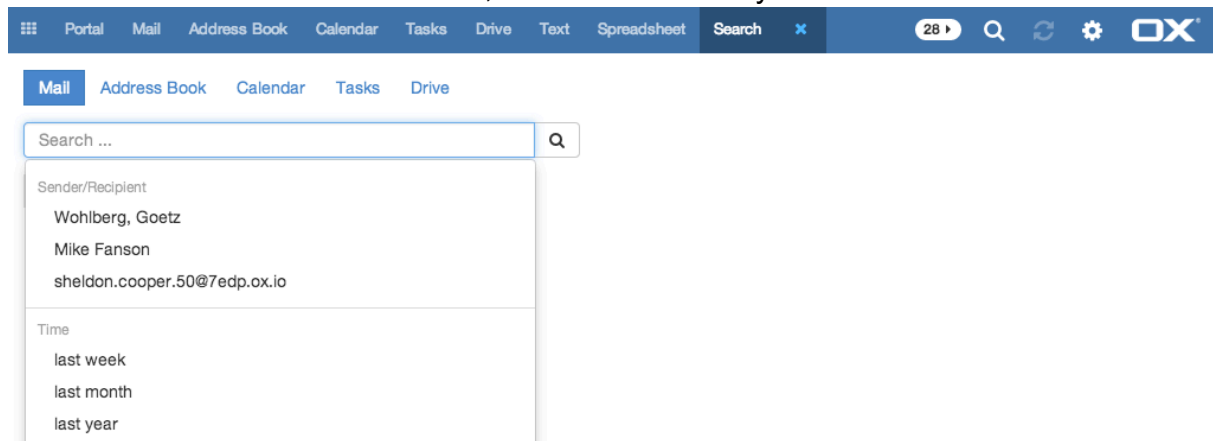 Portal Mail Address Book Calendar Tasks Drive Text Spreadsheet Search × 28 OX
Mail Address Book Calendar Tasks Drive
Search ...
Sender/Recipient
Wohlberg, Goetz
Mike Fanson
sheldon.cooper.50@7edp.ox.io
Time
last week
last month
last year